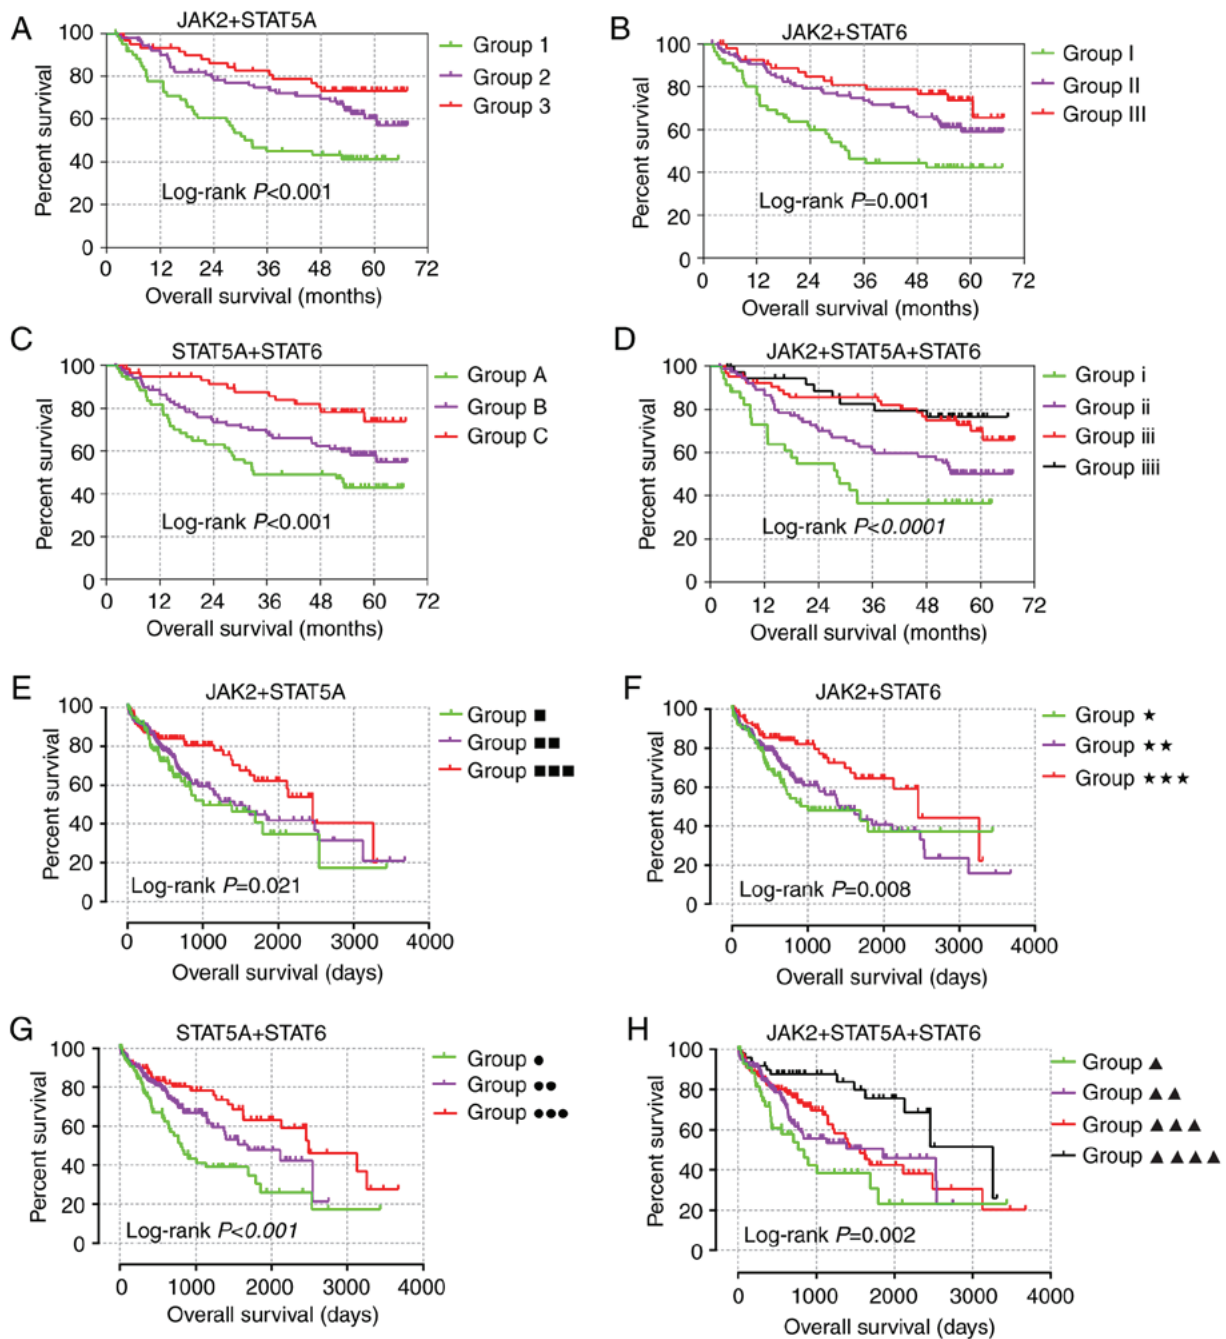 A
JAK2+STAT5A
Percent survival
100
80
60
40
20
0
Log-rank P<0.001
0 12 24 36 48 60 72
Overall survival (months)
Group 1
Group 2
Group 3
B
JAK2+STAT6
Percent survival
100
80
60
40
20
0
Log-rank P=0.001
0 12 24 36 48 60 72
Overall survival (months)
Group I
Group II
Group III
C
STAT5A+STAT6
Percent survival
100
80
60
40
20
0
Log-rank P<0.001
0 12 24 36 48 60 72
Overall survival (months)
Group A
Group B
Group C
D
JAK2+STAT5A+STAT6
Percent survival
100
80
60
40
20
0
Log-rank P<0.0001
0 12 24 36 48 60 72
Overall survival (months)
Group i
Group ii
Group iii
Group iiii
E
JAK2+STAT5A
Percent survival
100
80
60
40
20
0
Log-rank P=0.021
0 1000 2000 3000 4000
Overall survival (days)
Group ■
Group ■■
Group ■■■
F
JAK2+STAT6
Percent survival
100
80
60
40
20
0
Log-rank P=0.008
0 1000 2000 3000 4000
Overall survival (days)
Group ★
Group ★★
Group ★★★
G
STAT5A+STAT6
Percent survival
100
80
60
40
20
0
Log-rank P<0.001
0 1000 2000 3000 4000
Overall survival (days)
Group ●
Group ●●
Group ●●●
H
JAK2+STAT5A+STAT6
Percent survival
100
80
60
40
20
0
Log-rank P=0.002
0 1000 2000 3000 4000
Overall survival (days)
Group ▲
Group ▲▲
Group ▲▲▲
Group ▲▲▲▲